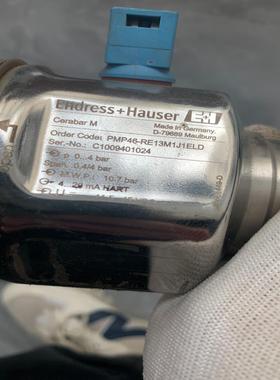 Endress+Hauser E+H
Cerabar M
Made in Germany,
D-79689 Maulburg
Order Code: PMP46-RE13M1J1ELD
Ser.-No.: C1009401024
p 0...4 bar
Span: 0.4/4 bar
M.W.P.: 10.7 bar
4...20 mA HART